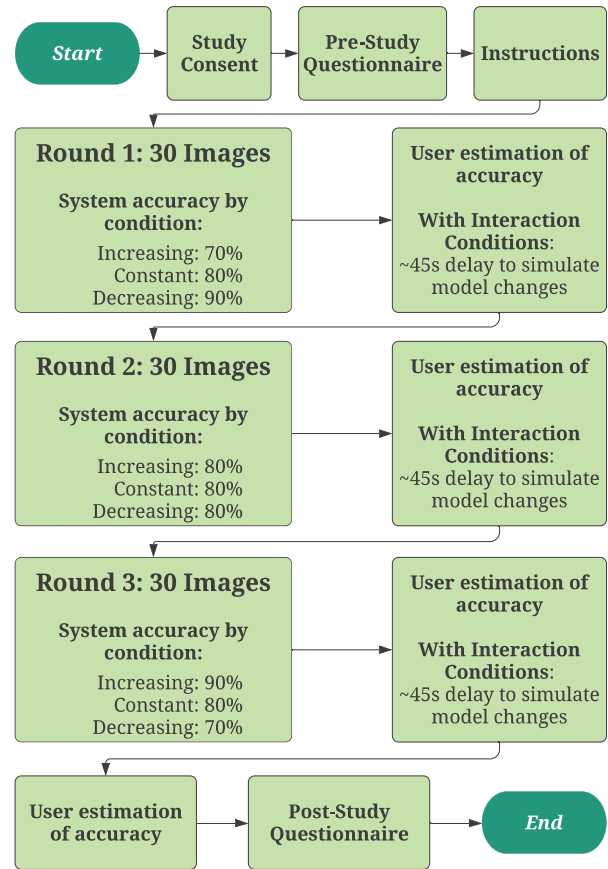 Start
Study
Consent
Pre-Study
Questionnaire
Instructions
Round 1: 30 Images
System accuracy by
condition:
Increasing: 70%
Constant: 80%
Decreasing: 90%
User estimation of
accuracy
With Interaction
Conditions:
~45s delay to simulate
model changes
Round 2: 30 Images
System accuracy by
condition:
Increasing: 80%
Constant: 80%
Decreasing: 80%
User estimation of
accuracy
With Interaction
Conditions:
~45s delay to simulate
model changes
Round 3: 30 Images
System accuracy by
condition:
Increasing: 90%
Constant: 80%
Decreasing: 70%
User estimation of
accuracy
With Interaction
Conditions:
~45s delay to simulate
model changes
User estimation
of accuracy
Post-Study
Questionnaire
End